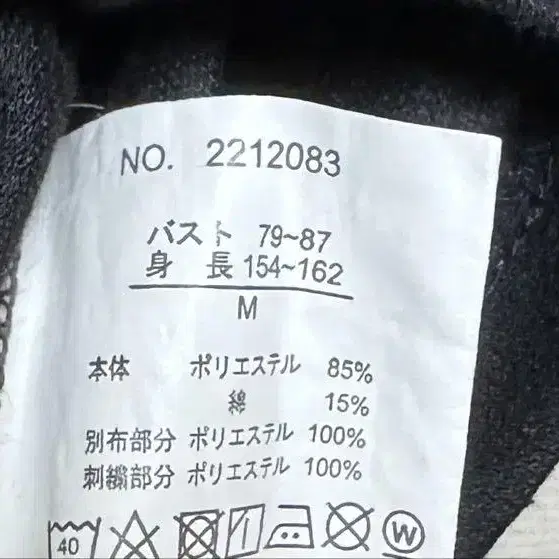 NO. 2212083
バスト 79~87
身 長 154~162
M
本体 ポリエステル 85%
綿 15%
別布部分 ポリエステル 100%
刺繍部分 ポリエステル 100%
40 W